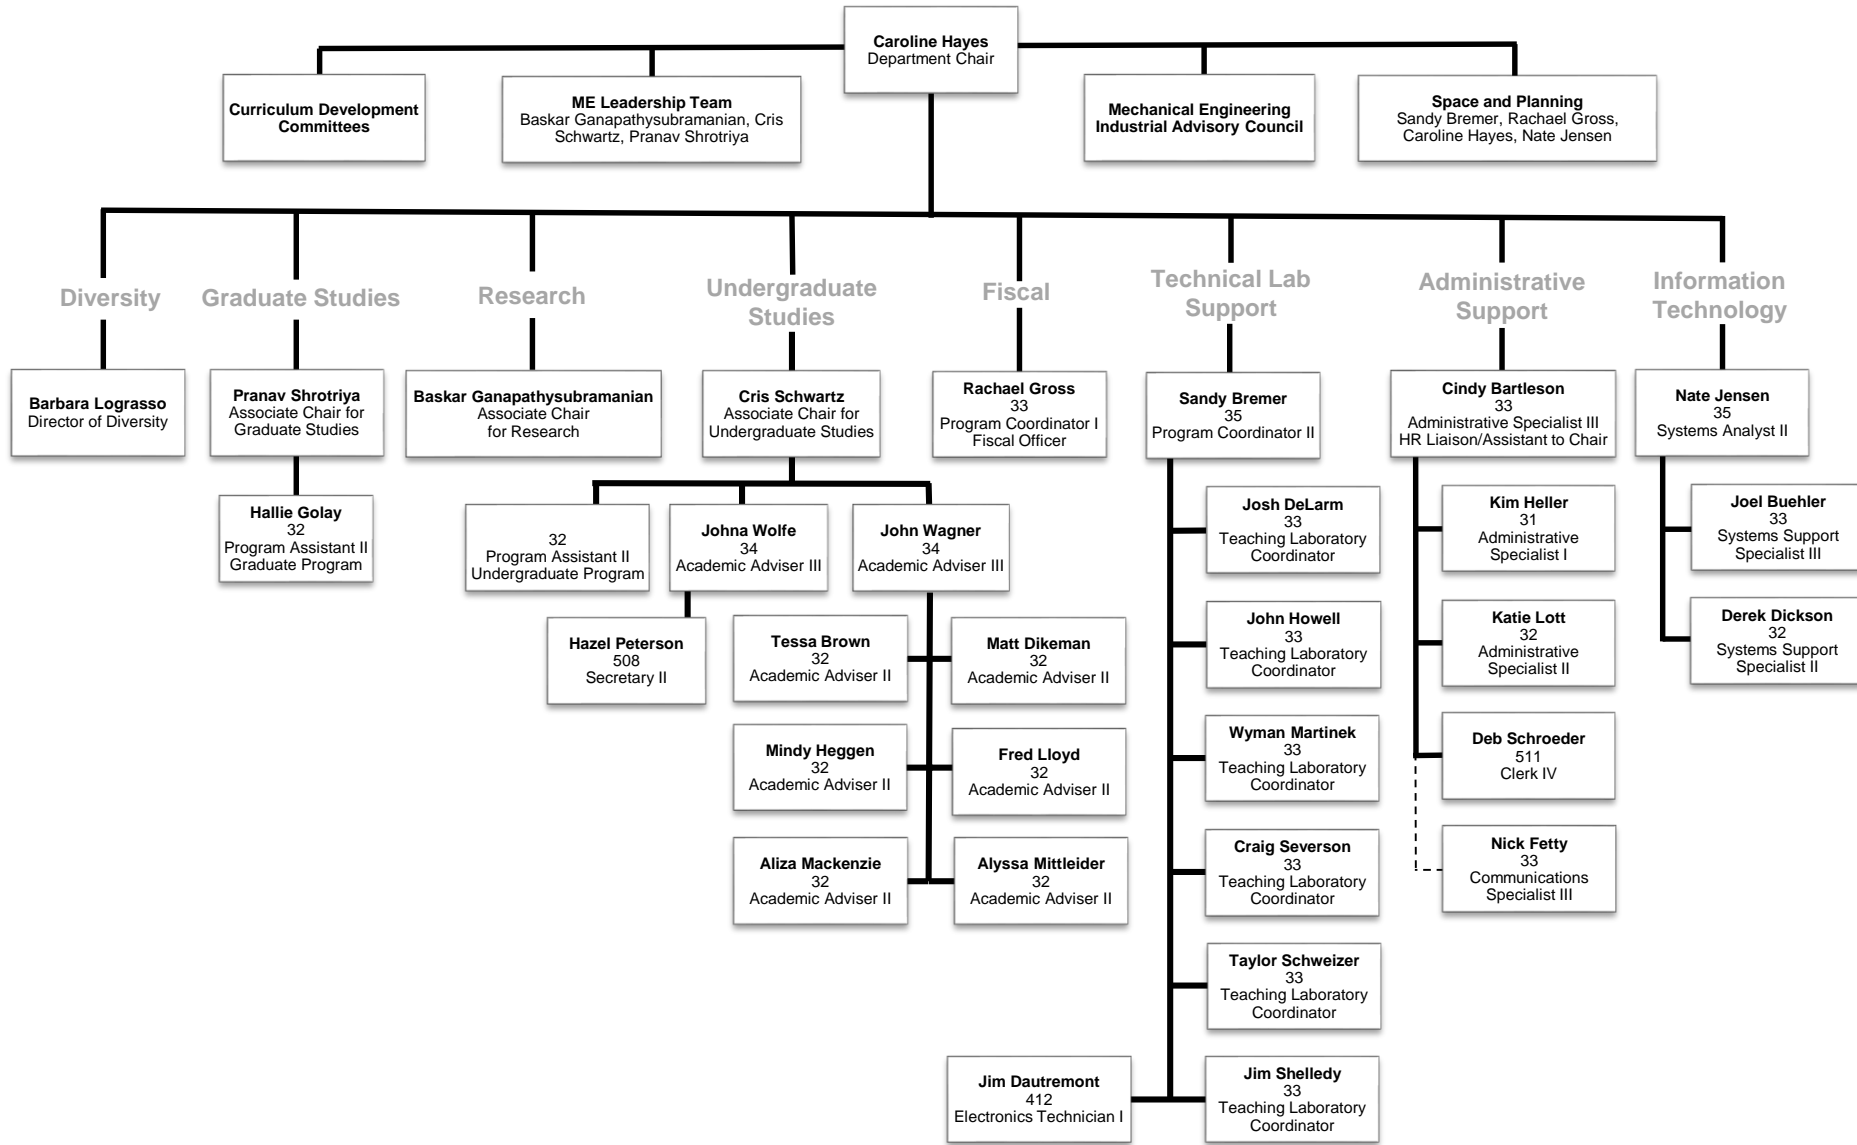 Caroline Hayes
Department Chair
Curriculum Development
Committees
ME Leadership Team
Baskar Ganapathysubramanian, Cris
Schwartz, Pranav Shrotriya
Mechanical Engineering
Industrial Advisory Council
Space and Planning
Sandy Bremer, Rachael Gross,
Caroline Hayes, Nate Jensen
Diversity
Graduate Studies
Research
Undergraduate
Studies
Fiscal
Technical Lab
Support
Administrative
Support
Information
Technology
Barbara Lograsso
Director of Diversity
Pranav Shrotriya
Associate Chair for
Graduate Studies
Baskar Ganapathysubramanian
Associate Chair
for Research
Cris Schwartz
Associate Chair for
Undergraduate Studies
Rachael Gross
33
Program Coordinator I
Fiscal Officer
Sandy Bremer
35
Program Coordinator II
Cindy Bartleson
33
Administrative Specialist III
HR Liaison/Assistant to Chair
Nate Jensen
35
Systems Analyst II
Hallie Golay
32
Program Assistant II
Graduate Program
32
Program Assistant II
Undergraduate Program
Johna Wolfe
34
Academic Adviser III
John Wagner
34
Academic Adviser III
Hazel Peterson
508
Secretary II
Tessa Brown
32
Academic Adviser II
Matt Dikeman
32
Academic Adviser II
Mindy Heggen
32
Academic Adviser II
Fred Lloyd
32
Academic Adviser II
Aliza Mackenzie
32
Academic Adviser II
Alyssa Mittleider
32
Academic Adviser II
Josh DeLarm
33
Teaching Laboratory
Coordinator
John Howell
33
Teaching Laboratory
Coordinator
Wyman Martinek
33
Teaching Laboratory
Coordinator
Craig Severson
33
Teaching Laboratory
Coordinator
Taylor Schweizer
33
Teaching Laboratory
Coordinator
Jim Dautremont
412
Electronics Technician I
Jim Shelledy
33
Teaching Laboratory
Coordinator
Kim Heller
31
Administrative
Specialist I
Katie Lott
32
Administrative
Specialist II
Deb Schroeder
511
Clerk IV
Nick Fetty
33
Communications
Specialist III
Joel Buehler
33
Systems Support
Specialist III
Derek Dickson
32
Systems Support
Specialist II